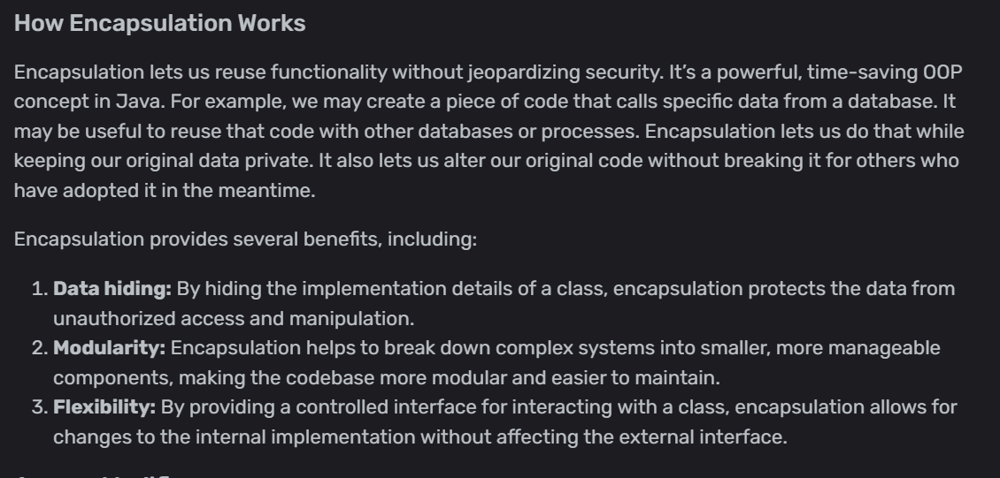 How Encapsulation Works
Encapsulation lets us reuse functionality without jeopardizing security. It’s a powerful, time-saving OOP
concept in Java. For example, we may create a piece of code that calls specific data from a database. It
may be useful to reuse that code with other databases or processes. Encapsulation lets us do that while
keeping our original data private. It also lets us alter our original code without breaking it for others who
have adopted it in the meantime.
Encapsulation provides several benefits, including:
1. Data hiding: By hiding the implementation details of a class, encapsulation protects the data from
unauthorized access and manipulation.
2. Modularity: Encapsulation helps to break down complex systems into smaller, more manageable
components, making the codebase more modular and easier to maintain.
3. Flexibility: By providing a controlled interface for interacting with a class, encapsulation allows for
changes to the internal implementation without affecting the external interface.